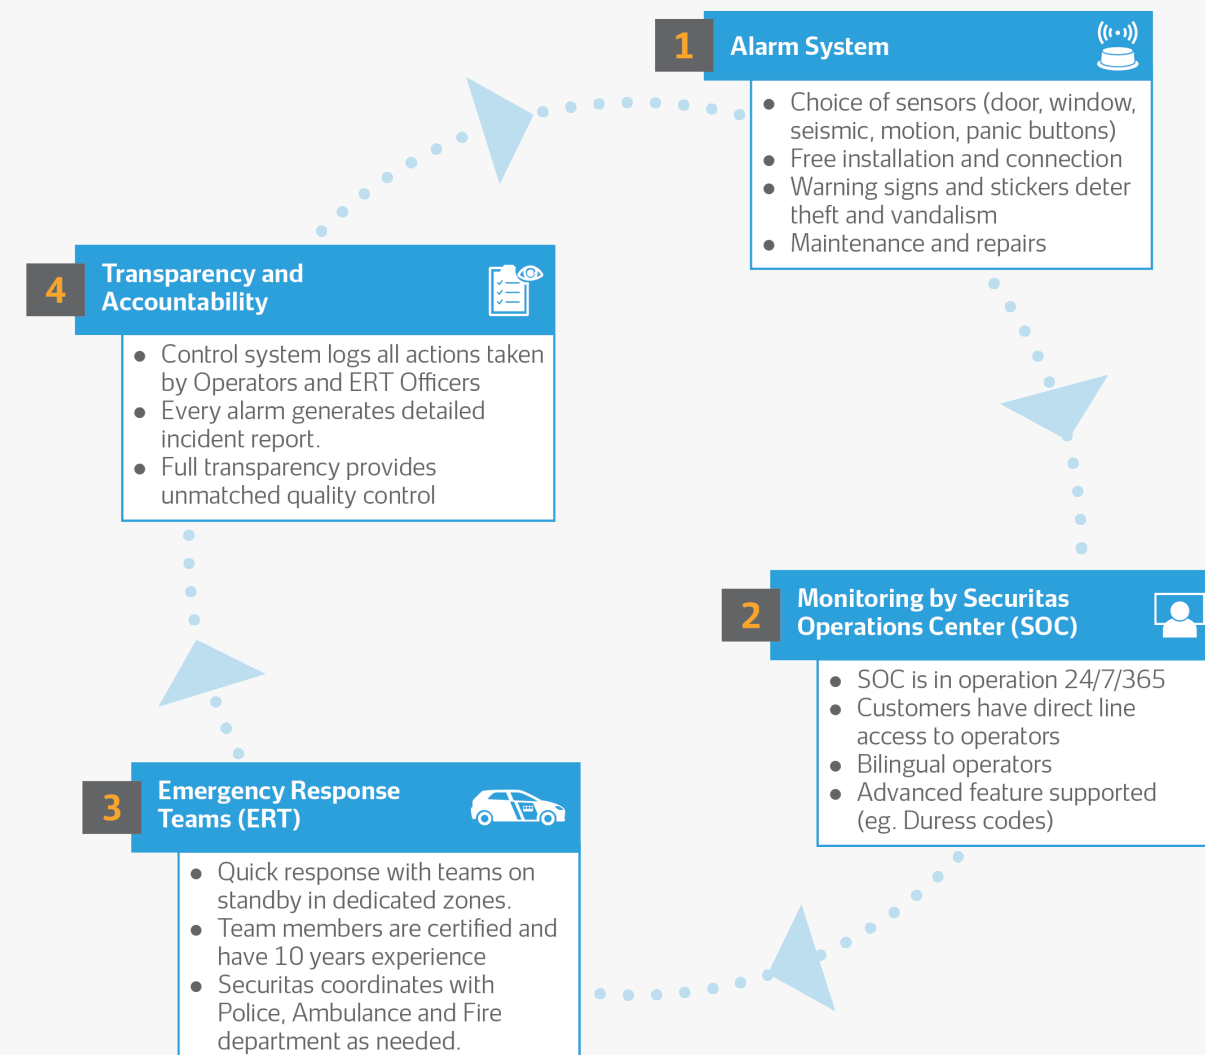 1
Alarm System
● Choice of sensors (door, window,
seismic, motion, panic buttons)
● Free installation and connection
● Warning signs and stickers deter
theft and vandalism
● Maintenance and repairs
2
Monitoring by Securitas
Operations Center (SOC)
● SOC is in operation 24/7/365
● Customers have direct line
access to operators
● Bilingual operators
● Advanced feature supported
(eg. Duress codes)
3
Emergency Response
Teams (ERT)
● Quick response with teams on
standby in dedicated zones.
● Team members are certified and
have 10 years experience
● Securitas coordinates with
Police, Ambulance and Fire
department as needed.
4
Transparency and
Accountability
● Control system logs all actions taken
by Operators and ERT Officers
● Every alarm generates detailed
incident report.
● Full transparency provides
unmatched quality control